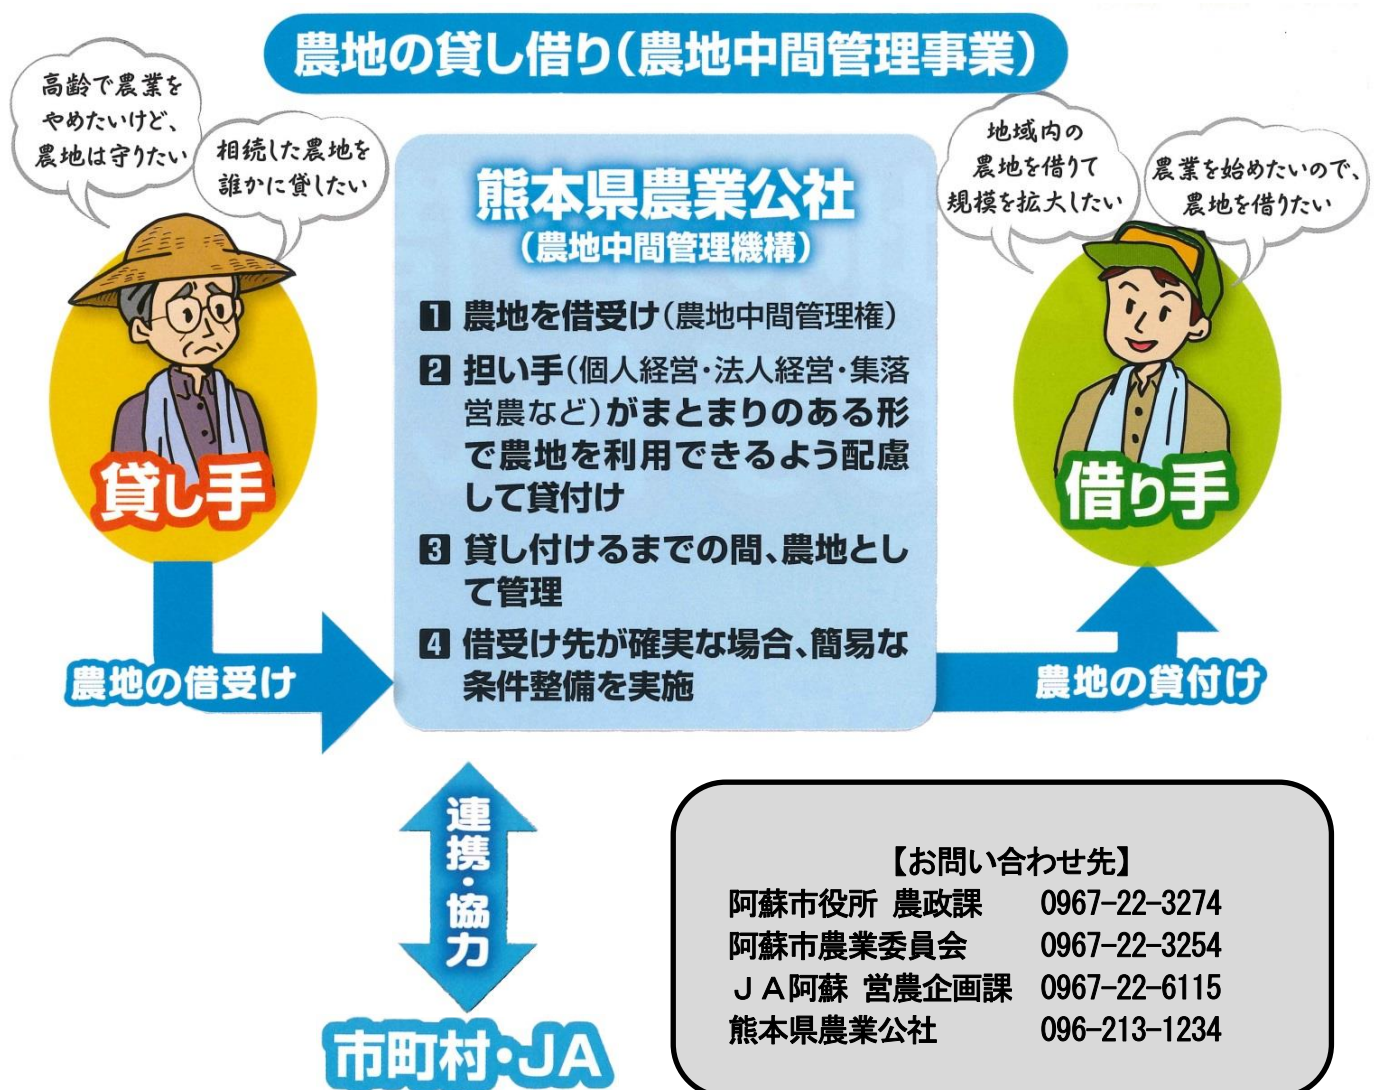 農地の貸し借り(農地中間管理事業)
高齢で農業を
やめたいけど、
農地は守りたい
相続した農地を
誰かに貸したい
地域内の
農地を借りて
規模を拡大したい
農業を始めたいので、
農地を借りたい
熊本県農業公社
(農地中間管理機構)
1 農地を借受け(農地中間管理権)
2 担い手(個人経営・法人経営・集落
営農など)がまとまりのある形
で農地を利用できるよう配慮
して貸付け
3 貸し付けるまでの間、農地とし
て管理
4 借受け先が確実な場合、簡易な
条件整備を実施
貸し手
借り手
農地の借受け
農地の貸付け
連携・協力
市町村・JA
【お問い合わせ先】
阿蘇市役所 農政課 0967-22-3274
阿蘇市農業委員会 0967-22-3254
JA阿蘇 営農企画課 0967-22-6115
熊本県農業公社 096-213-1234